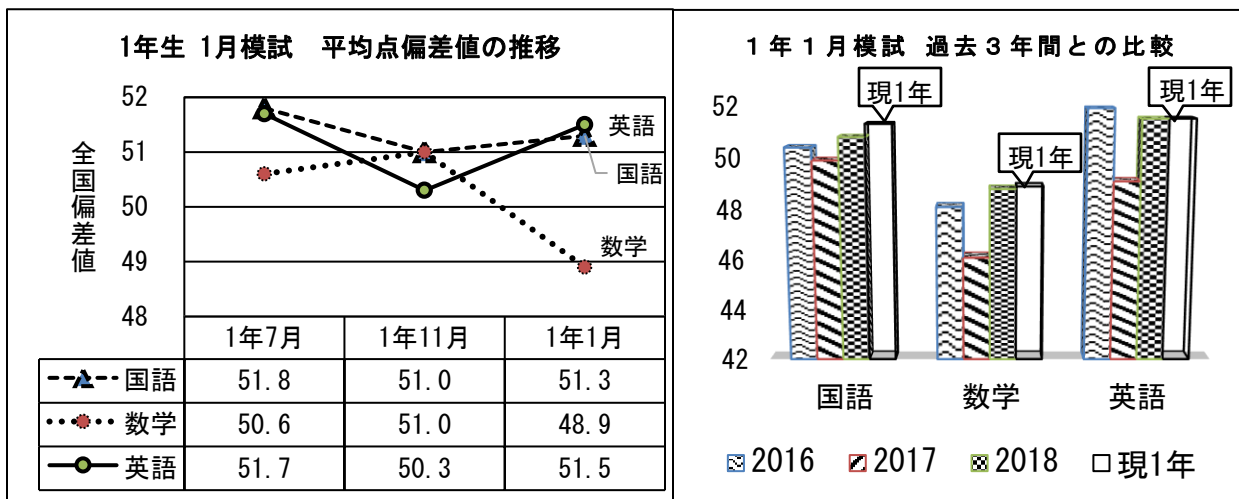 1年生 1月模試 平均点偏差値の推移
52
51
50
49
48
全国偏差値
英語
国語
数学
1年7月 1年11月 1年1月
国語 51.8 51.0 51.3
数学 50.6 51.0 48.9
英語 51.7 50.3 51.5
1年1月模試 過去3年間との比較
現1年
現1年
現1年
52
50
48
46
44
42
国語 数学 英語
2016 2017 2018 現1年